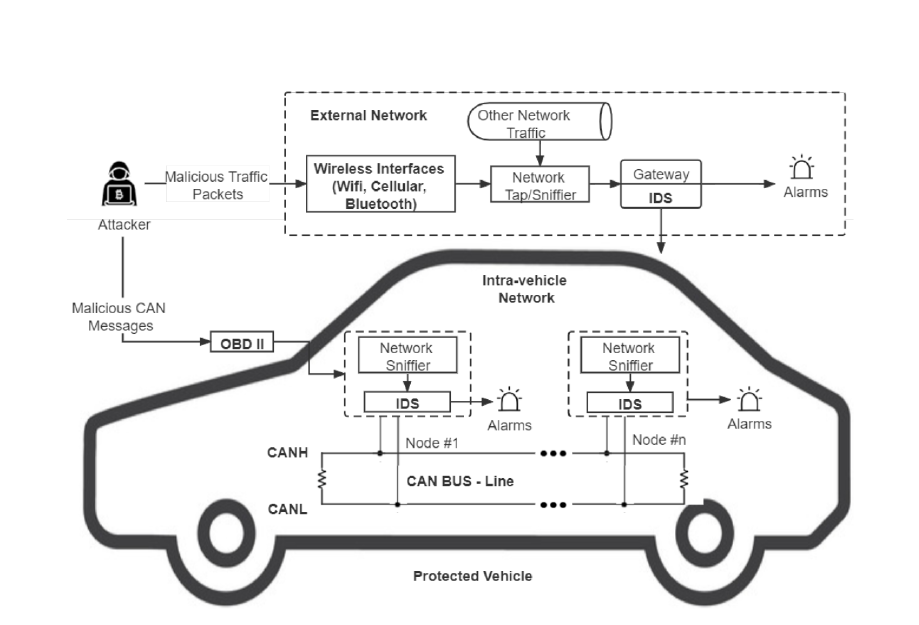 External Network
Other Network
Traffic
Malicious Traffic
Packets
Wireless Interfaces
(Wifi, Cellular,
Bluetooth)
Network
Tap/Sniffier
Gateway
IDS
Alarms
Attacker
Intra-vehicle
Network
Malicious CAN
Messages
OBD II
Network
Sniffier
IDS
Alarms
Node #1
Network
Sniffier
IDS
Alarms
Node #n
CANH
CAN BUS - Line
CANL
Protected Vehicle